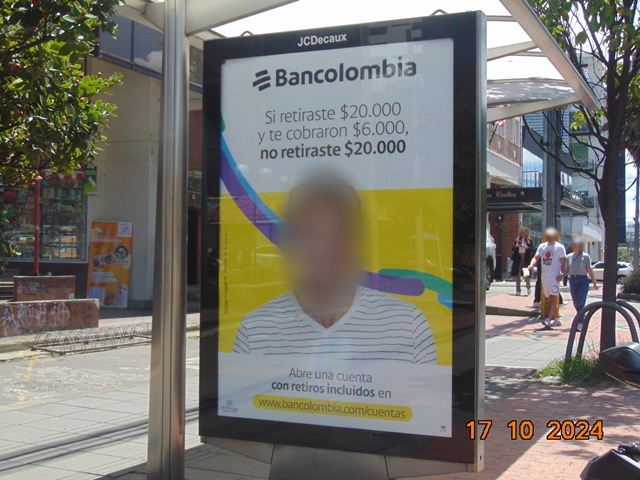 JCDecaux
Bancolombia
Si retiraste $20.000
y te cobraron $6.000,
no retiraste $20.000
Abre una cuenta
con retiros incluidos en
www.bancolombia.com/cuentas
17 10 2024